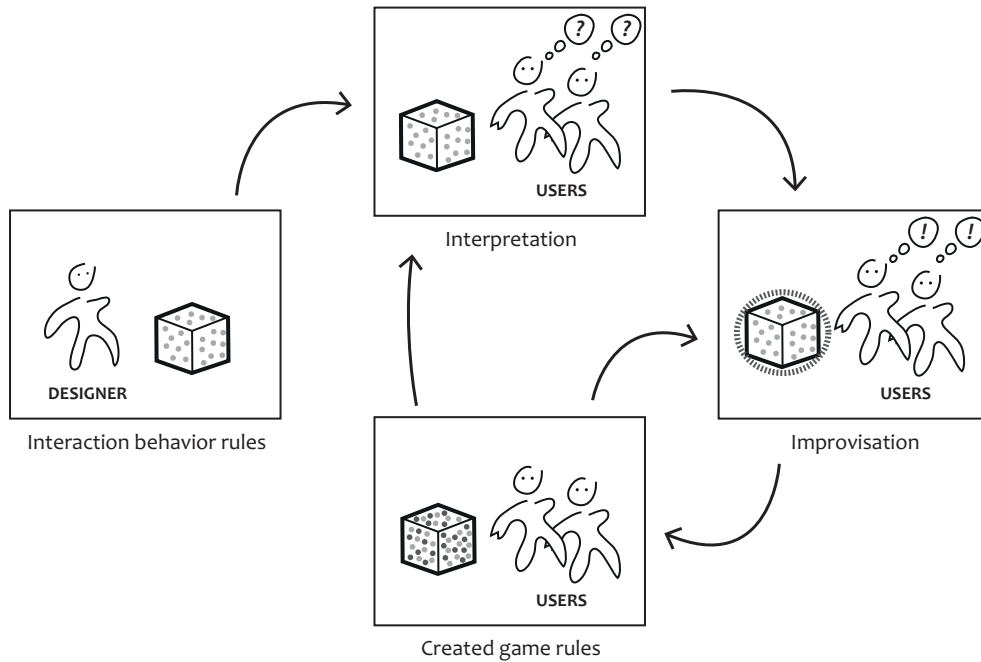 ? ?
USERS
Interpretation
DESIGNER
Interaction behavior rules
! !
USERS
Improvisation
USERS
Created game rules